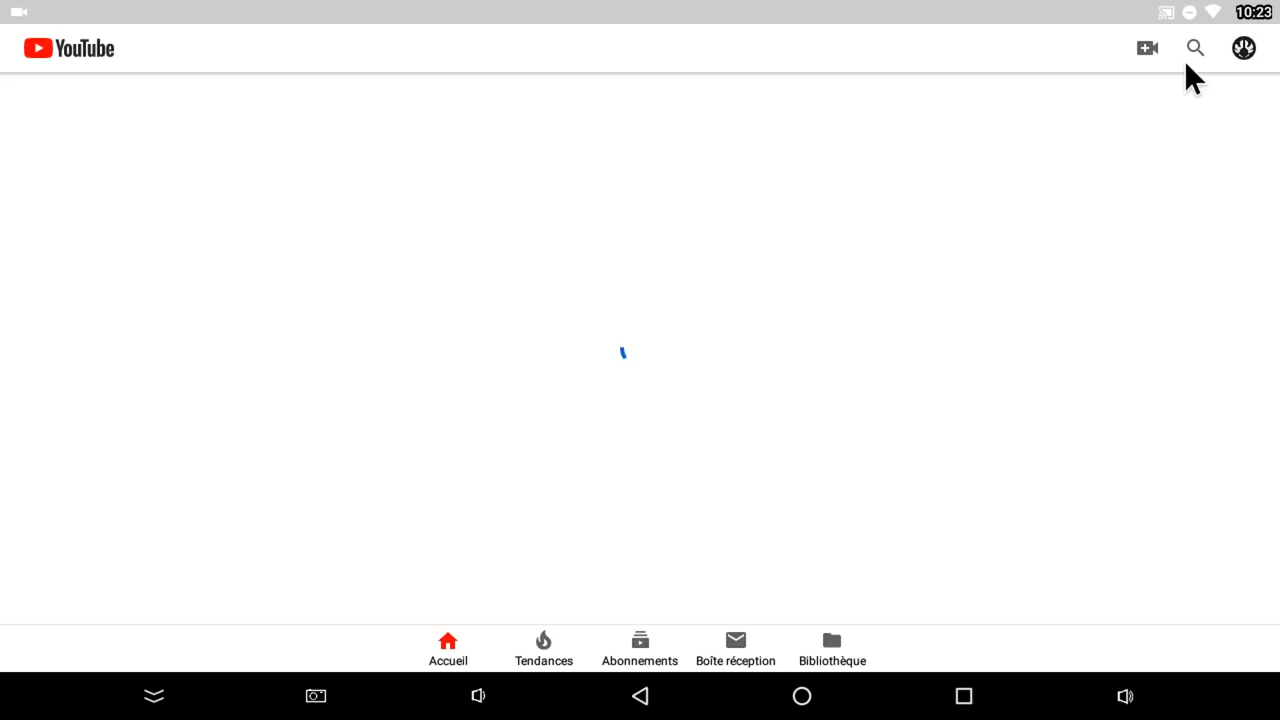 10:23
YouTube
Accueil
Tendances
Abonnements
Boîte réception
Bibliothèque